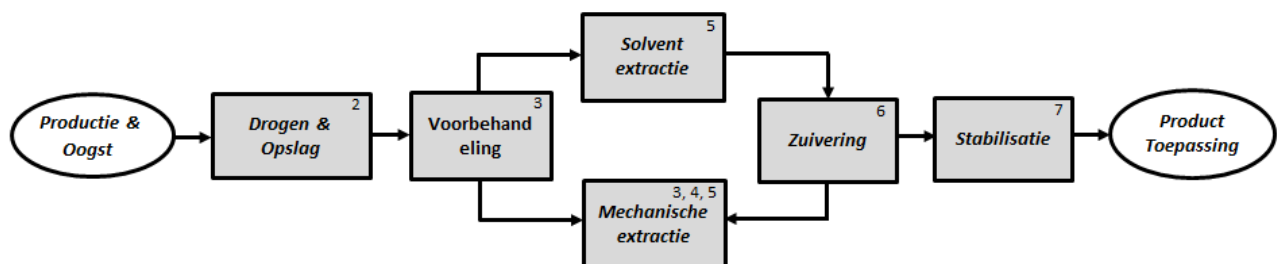 Productie &
Oogst
2
Drogen &
Opslag
3
Voorbehand
eling
5
Solvent
extractie
3, 4, 5
Mechanische
extractie
6
Zuivering
7
Stabilisatie
Product
Toepassing